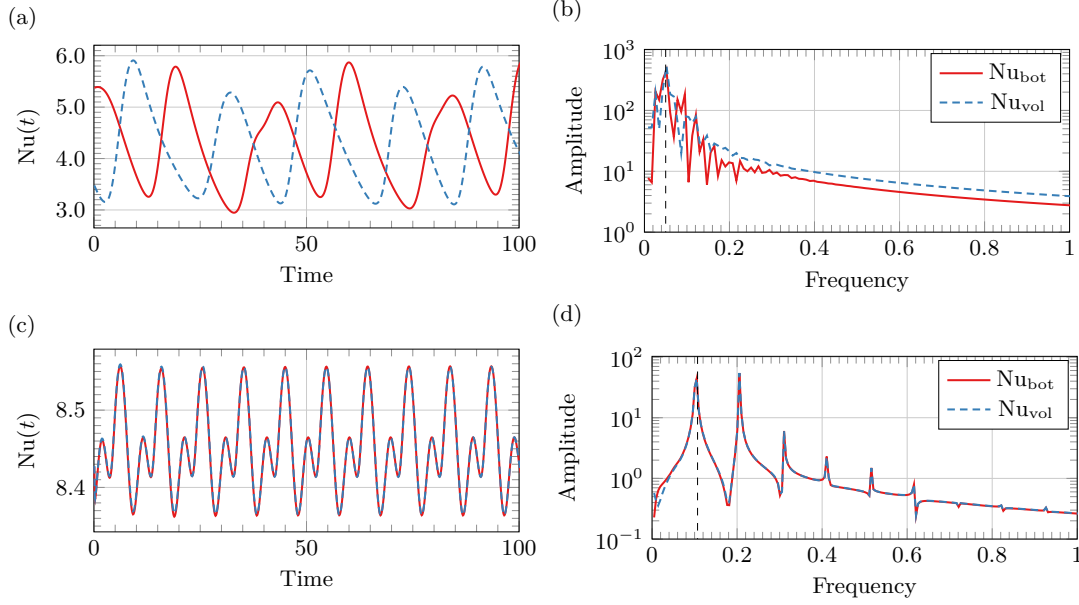 (a)
Nu(t)
6.0
5.0
4.0
3.0
0
50
100
Time
(b)
Amplitude
10^3
10^2
10^1
10^0
0
0.2
0.4
0.6
0.8
1
Frequency
Nu_bot
Nu_vol
(c)
Nu(t)
8.5
8.4
0
50
100
Time
(d)
Amplitude
10^2
10^1
10^0
10^−1
0
0.2
0.4
0.6
0.8
1
Frequency
Nu_bot
Nu_vol